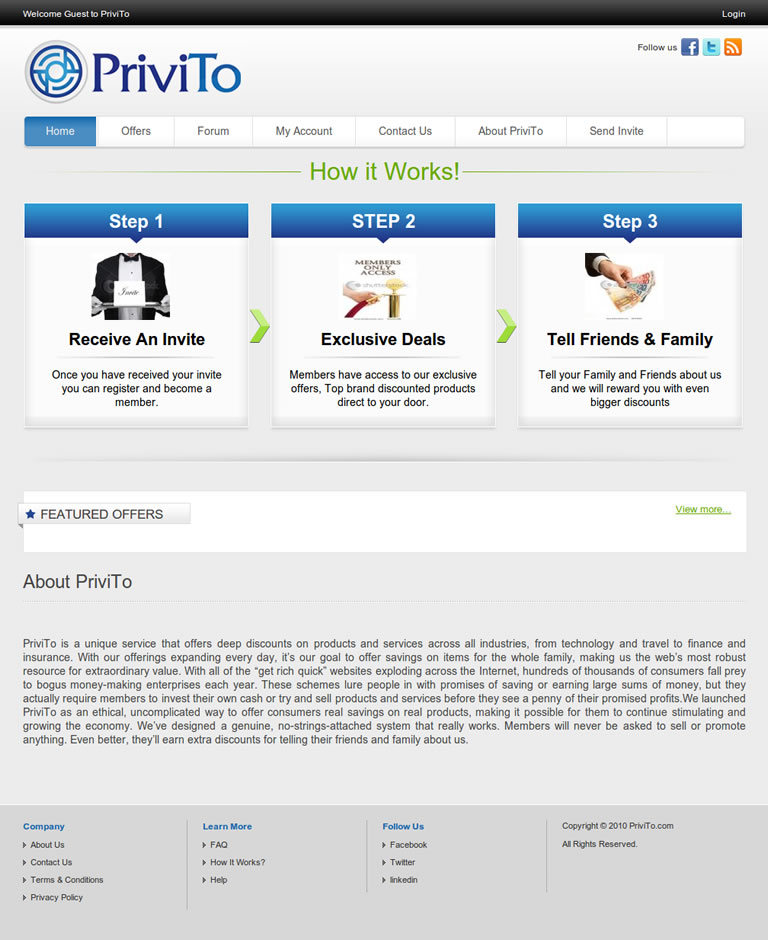 Welcome Guest to PriviTo
Login
Follow us
PriviTo
Home
Offers
Forum
My Account
Contact Us
About PriviTo
Send Invite
How it Works!
Step 1
STEP 2
Step 3
Invite
MEMBERS
ONLY
ACCESS
Receive An Invite
Exclusive Deals
Tell Friends & Family
Once you have received your invite
you can register and become a
member.
Members have access to our exclusive
offers, Top brand discounted products
direct to your door.
Tell your Family and Friends about us
and we will reward you with even
bigger discounts
FEATURED OFFERS
View more...
About PriviTo
PriviTo is a unique service that offers deep discounts on products and services across all industries, from technology and travel to finance and
insurance. With our offerings expanding every day, it's our goal to offer savings on items for the whole family, making us the web's most robust
resource for extraordinary value. With all of the “get rich quick” websites exploding across the Internet, hundreds of thousands of consumers fall prey
to bogus money-making enterprises each year. These schemes lure people in with promises of saving or earning large sums of money, but they
actually require members to invest their own cash or try and sell products and services before they see a penny of their promised profits.We launched
PriviTo as an ethical, uncomplicated way to offer consumers real savings on real products, making it possible for them to continue stimulating and
growing the economy. We've designed a genuine, no-strings-attached system that really works. Members will never be asked to sell or promote
anything. Even better, they'll earn extra discounts for telling their friends and family about us.
Company
About Us
Contact Us
Terms & Conditions
Privacy Policy
Learn More
FAQ
How It Works?
Help
Follow Us
Facebook
Twitter
linkedin
Copyright © 2010 PriviTo.com
All Rights Reserved.